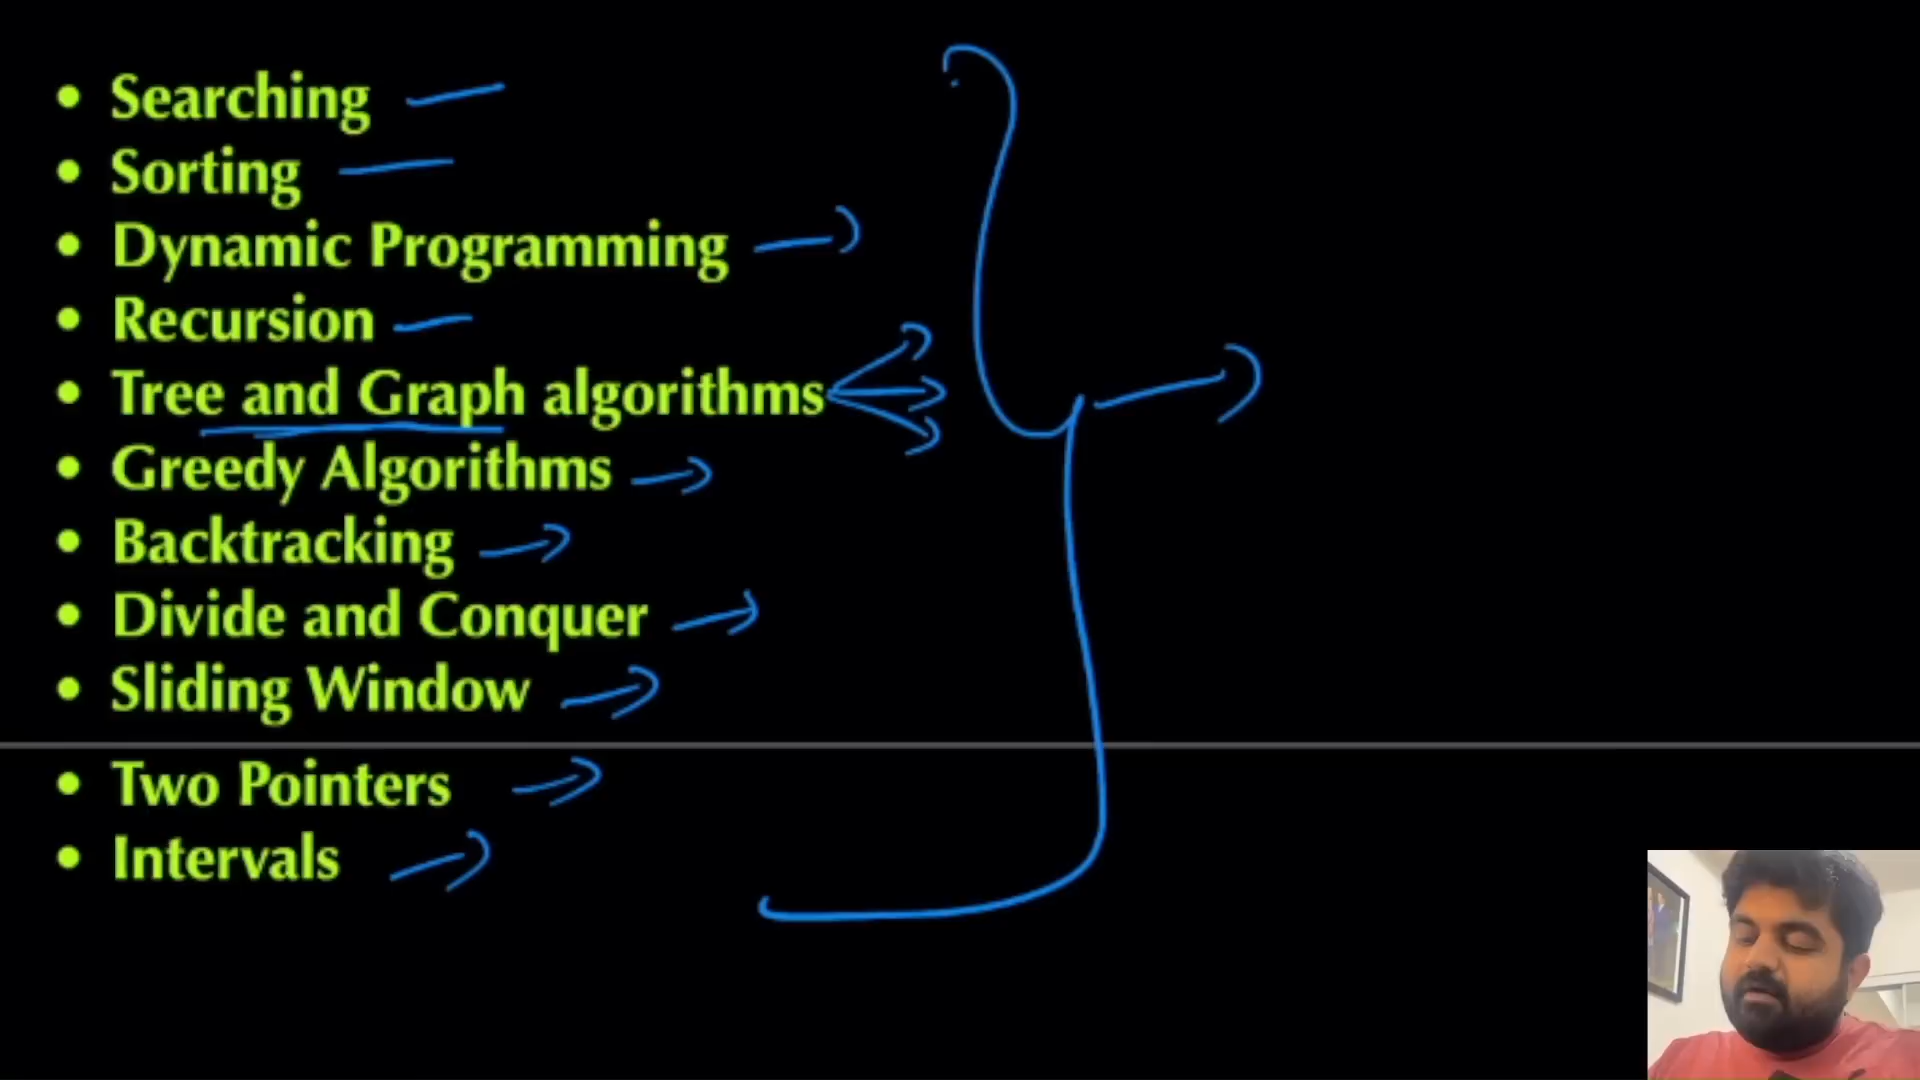 • Searching
• Sorting
• Dynamic Programming
• Recursion
• Tree and Graph algorithms
• Greedy Algorithms
• Backtracking
• Divide and Conquer
• Sliding Window
• Two Pointers
• Intervals